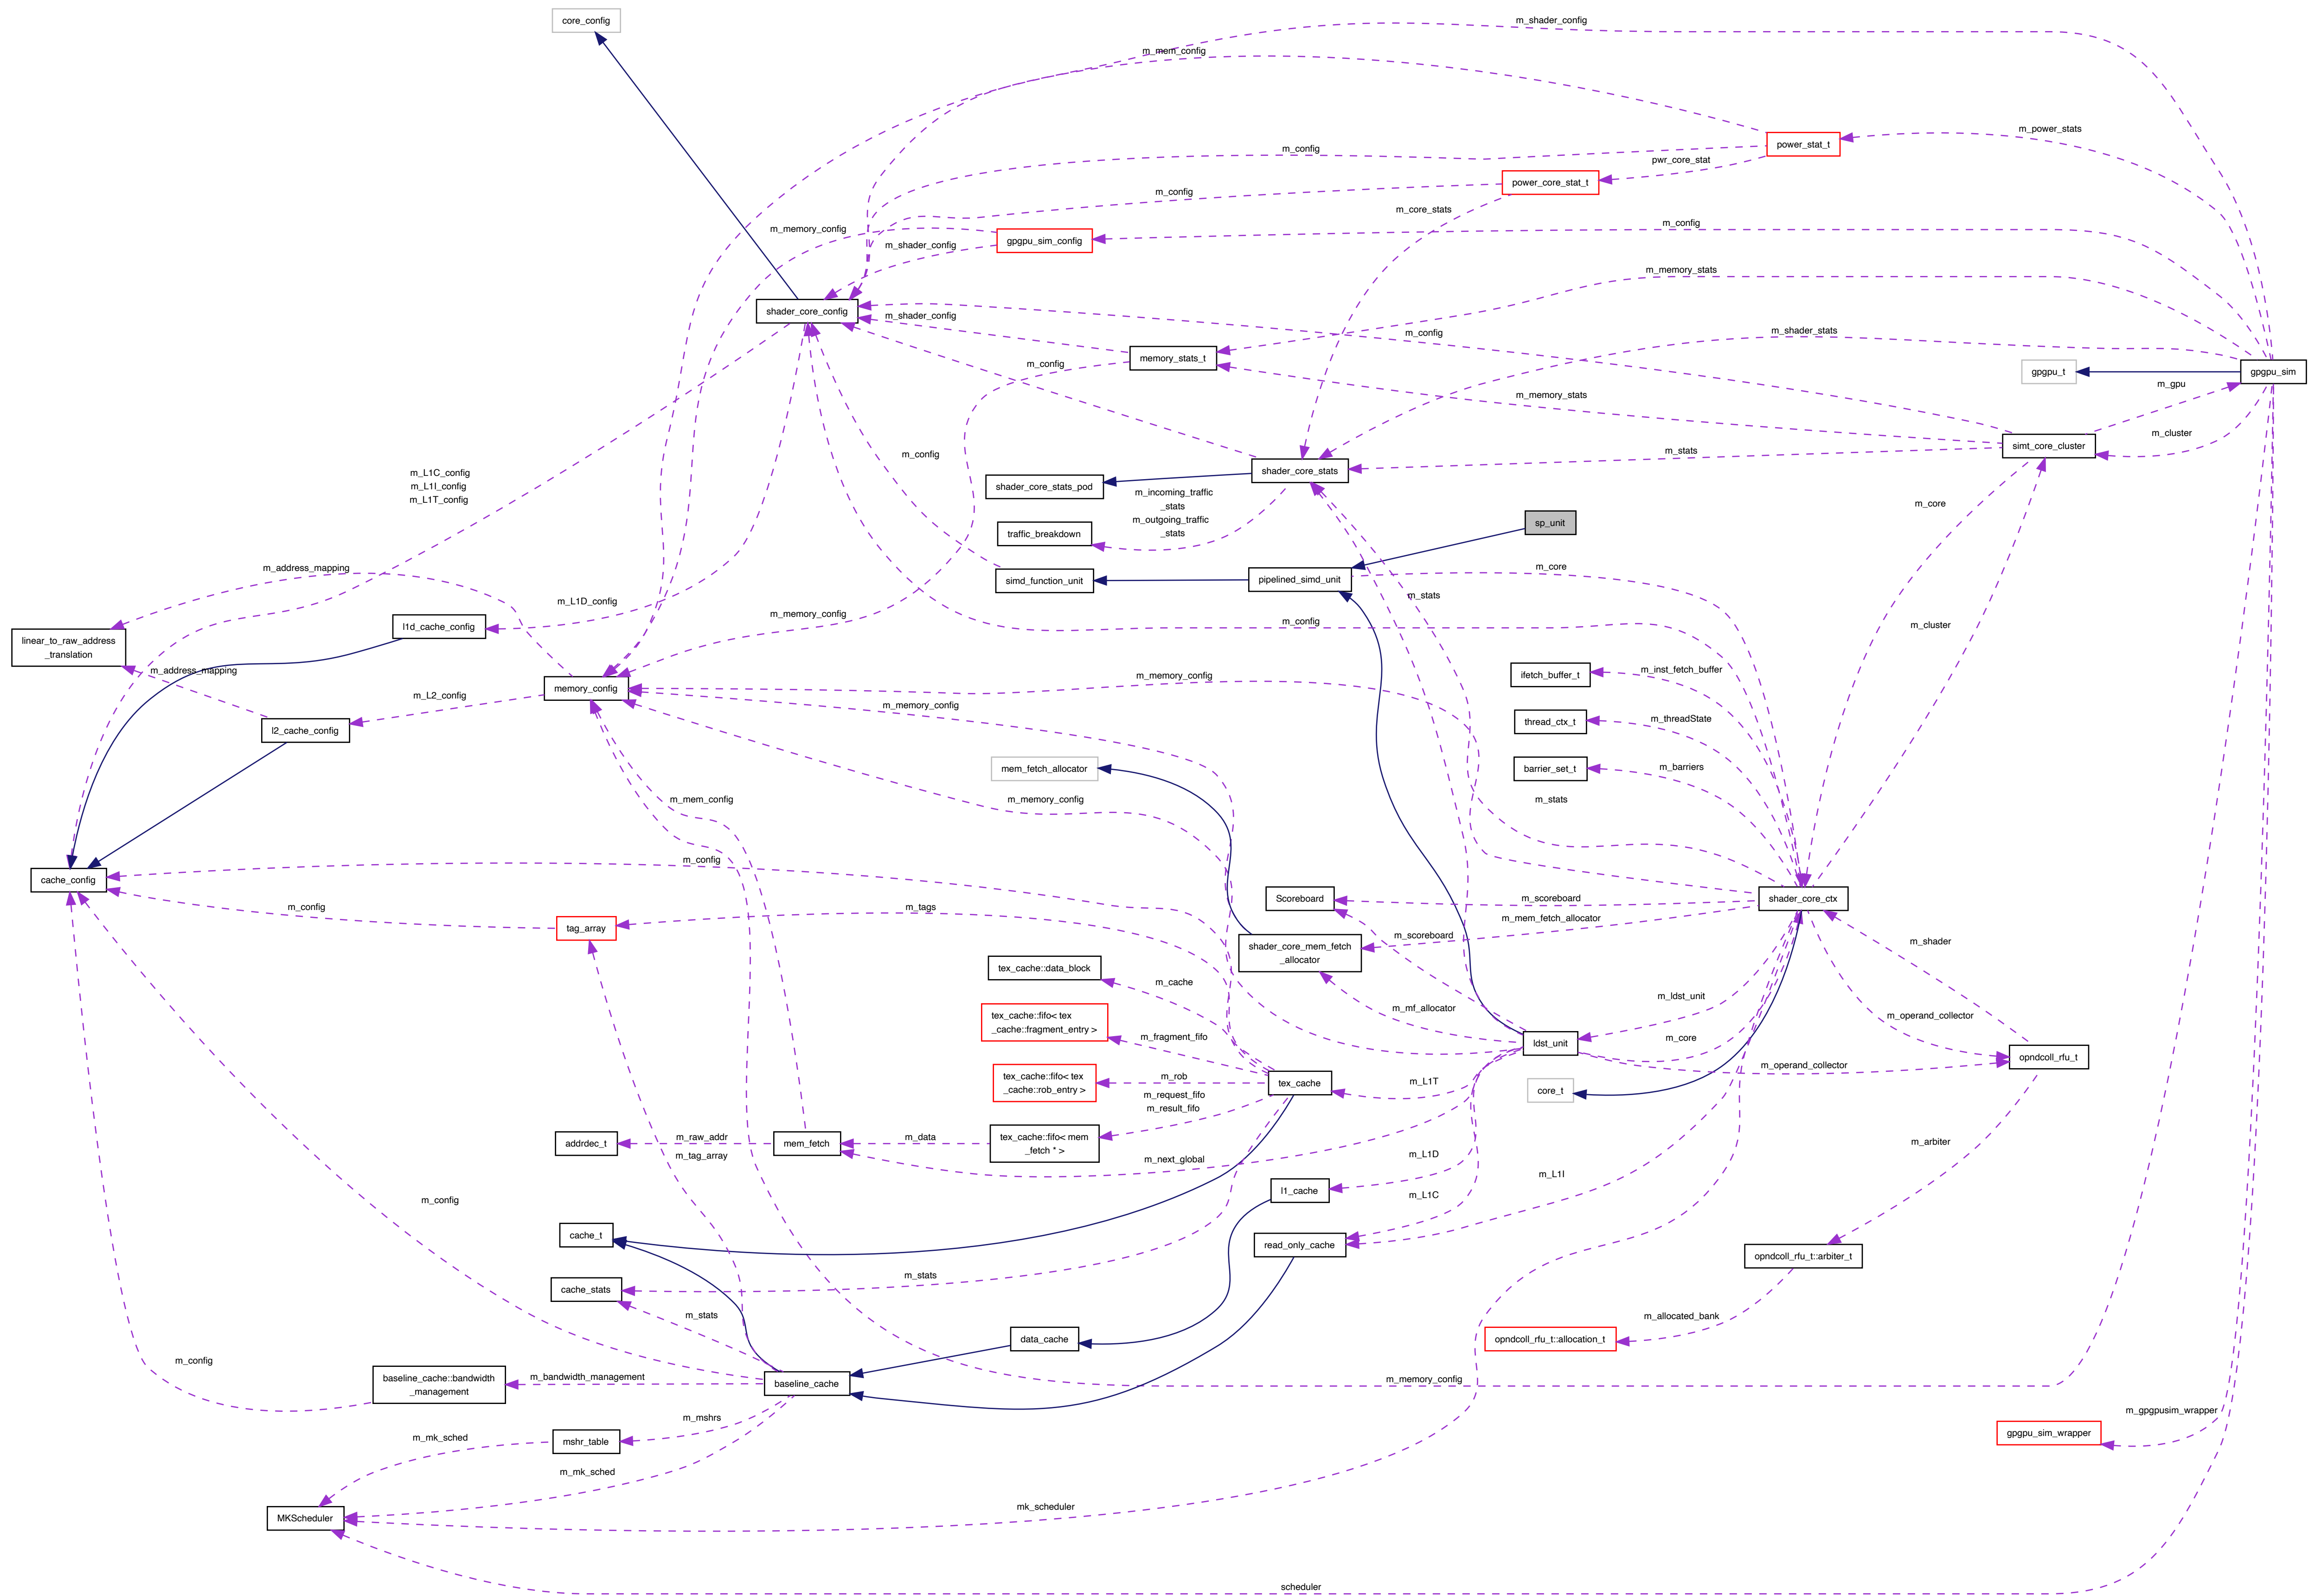 core_config
m_shader_config
m_mem_config
m_power_stats
power_stat_t
m_config
pwr_core_stat
power_core_stat_t
m_config
m_core_stats
m_config
m_memory_config
gpgpu_sim_config
m_shader_config
m_memory_stats
shader_core_config
m_shader_config
m_shader_stats
m_config
memory_stats_t
m_config
gpgpu_t
gpgpu_sim
m_gpu
m_memory_stats
m_cluster
simt_core_cluster
m_config
m_stats
shader_core_stats
m_L1C_config
m_L1I_config
m_L1T_config
shader_core_stats_pod
m_incoming_traffic
_stats
m_outgoing_traffic
_stats
m_core
sp_unit
traffic_breakdown
m_address_mapping
simd_function_unit
pipelined_simd_unit
m_core
m_stats
m_L1D_config
m_memory_config
m_config
m_cluster
l1d_cache_config
linear_to_raw_address
_translation
m_address_mapping
m_inst_fetch_buffer
ifetch_buffer_t
m_memory_config
memory_config
m_L2_config
m_memory_config
l2_cache_config
thread_ctx_t
m_threadState
mem_fetch_allocator
barrier_set_t
m_barriers
m_mem_config
m_memory_config
m_stats
cache_config
m_config
m_config
m_tags
tag_array
Scoreboard
m_scoreboard
shader_core_ctx
m_mem_fetch_allocator
m_scoreboard
shader_core_mem_fetch
_allocator
m_shader
tex_cache::data_block
m_cache
m_ldst_unit
m_mf_allocator
m_operand_collector
tex_cache::fifo< tex
_cache::fragment_entry >
m_fragment_fifo
ldst_unit
m_core
opndcoll_rfu_t
m_operand_collector
tex_cache::fifo< tex
_cache::rob_entry >
m_rob
tex_cache
m_L1T
core_t
m_request_fifo
m_result_fifo
addrdec_t
m_raw_addr
m_tag_array
mem_fetch
m_data
tex_cache::fifo< mem
_fetch * >
m_next_global
m_L1D
m_arbiter
m_L1I
l1_cache
m_L1C
m_config
cache_t
read_only_cache
opndcoll_rfu_t::arbiter_t
cache_stats
m_stats
m_stats
m_allocated_bank
data_cache
opndcoll_rfu_t::allocation_t
m_config
baseline_cache::bandwidth
_management
m_bandwidth_management
baseline_cache
m_memory_config
m_mshrs
m_gpgpusim_wrapper
gpgpu_sim_wrapper
m_mk_sched
mshr_table
m_mk_sched
mk_scheduler
MKScheduler
scheduler